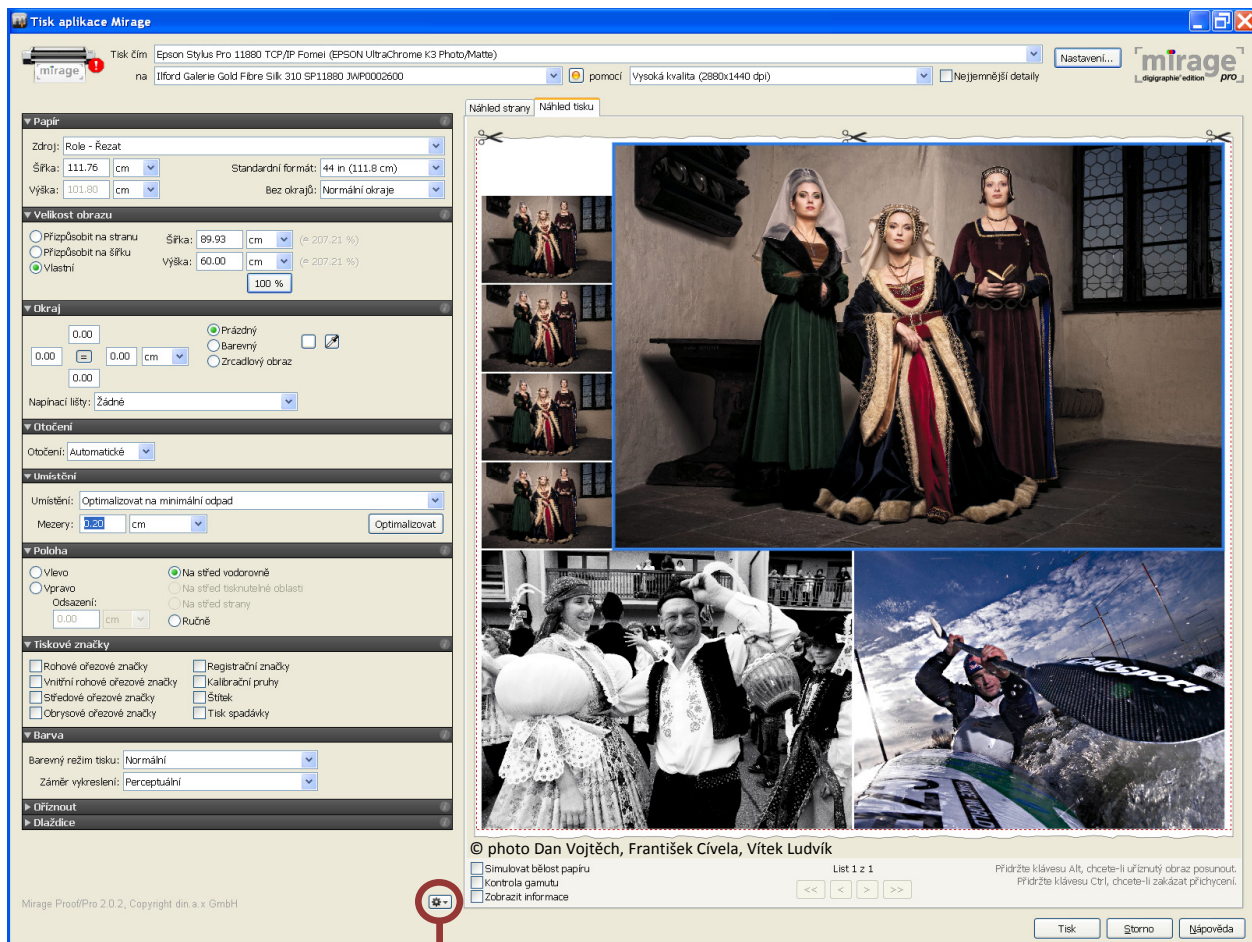 Tisk aplikace Mirage
mirage
Tisk čím Epson Stylus Pro 11880 TCP/IP Fomei (EPSON UltraChrome K3 Photo/Matte) Nastavení...
na Ilford Galerie Gold Fibre Silk 310 SP11880 JWP0002600 pomocí Vysoká kvalita (2880x1440 dpi) Nejjemnější detaily
mirage
digigraphie edition pro
Papír
Zdroj: Role - Řezat
Šířka: 111.76 cm Standardní formát: 44 in (111.8 cm)
Výška: 101.80 cm Bez okrajů: Normální okraje
Velikost obrazu
Přizpůsobit na stranu Šířka: 89.93 cm (= 207.21 %)
Přizpůsobit na šířku
Vlastní Výška: 60.00 cm (= 207.21 %)
100 %
Okraj
0.00
0.00 = 0.00 cm
0.00
Prázdný
Barevný
Zrcadlový obraz
Napínací lišty: Žádné
Otočení
Otočení: Automatické
Umístění
Umístění: Optimalizovat na minimální odpad
Mezery: 0.20 cm Optimalizovat
Poloha
Vlevo Na střed vodorovně
Vpravo Na střed tisknutelné oblasti
Odsazení: Na střed strany
0.00 cm Ručně
Tiskové značky
Rohové ořezové značky Registrační značky
Vnitřní rohové ořezové značky Kalibrační pruhy
Středové ořezové značky Štítek
Obrysové ořezové značky Tisk spadávky
Barva
Barevný režim tisku: Normální
Záměr vykreslení: Perceptuální
Oříznout
Dlaždice
Mirage Proof/Pro 2.0.2, Copyright din.a.x GmbH
Náhled strany Náhled tisku
© photo Dan Vojtěch, František Cívela, Vítek Ludvík
Simulovat bělost papíru
Kontrola gamutu
Zobrazit informace
List 1 z 1
<< < > >>
Přidržte klávesu Alt, chcete-li uříznutý obraz posunout.
Přidržte klávesu Ctrl, chcete-li zakázat přichycení.
Tisk Storno Nápověda